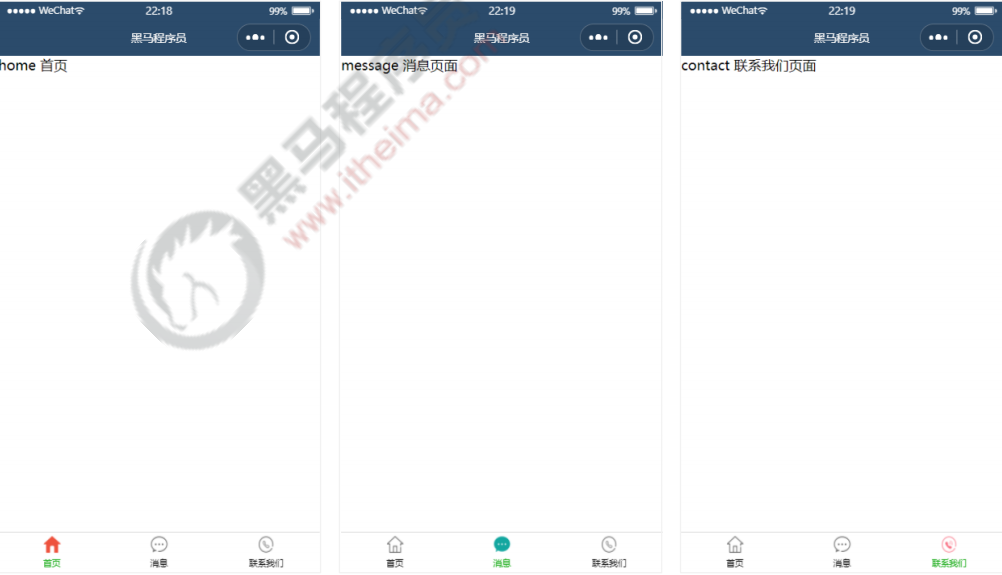 WeChat 22:18 99%
黑马程序员
home 首页
首页 消息 联系我们
WeChat 22:19 99%
黑马程序员
message 消息页面
首页 消息 联系我们
WeChat 22:19 99%
黑马程序员
contact 联系我们页面
首页 消息 联系我们
黑马程序员
www.itheima.com